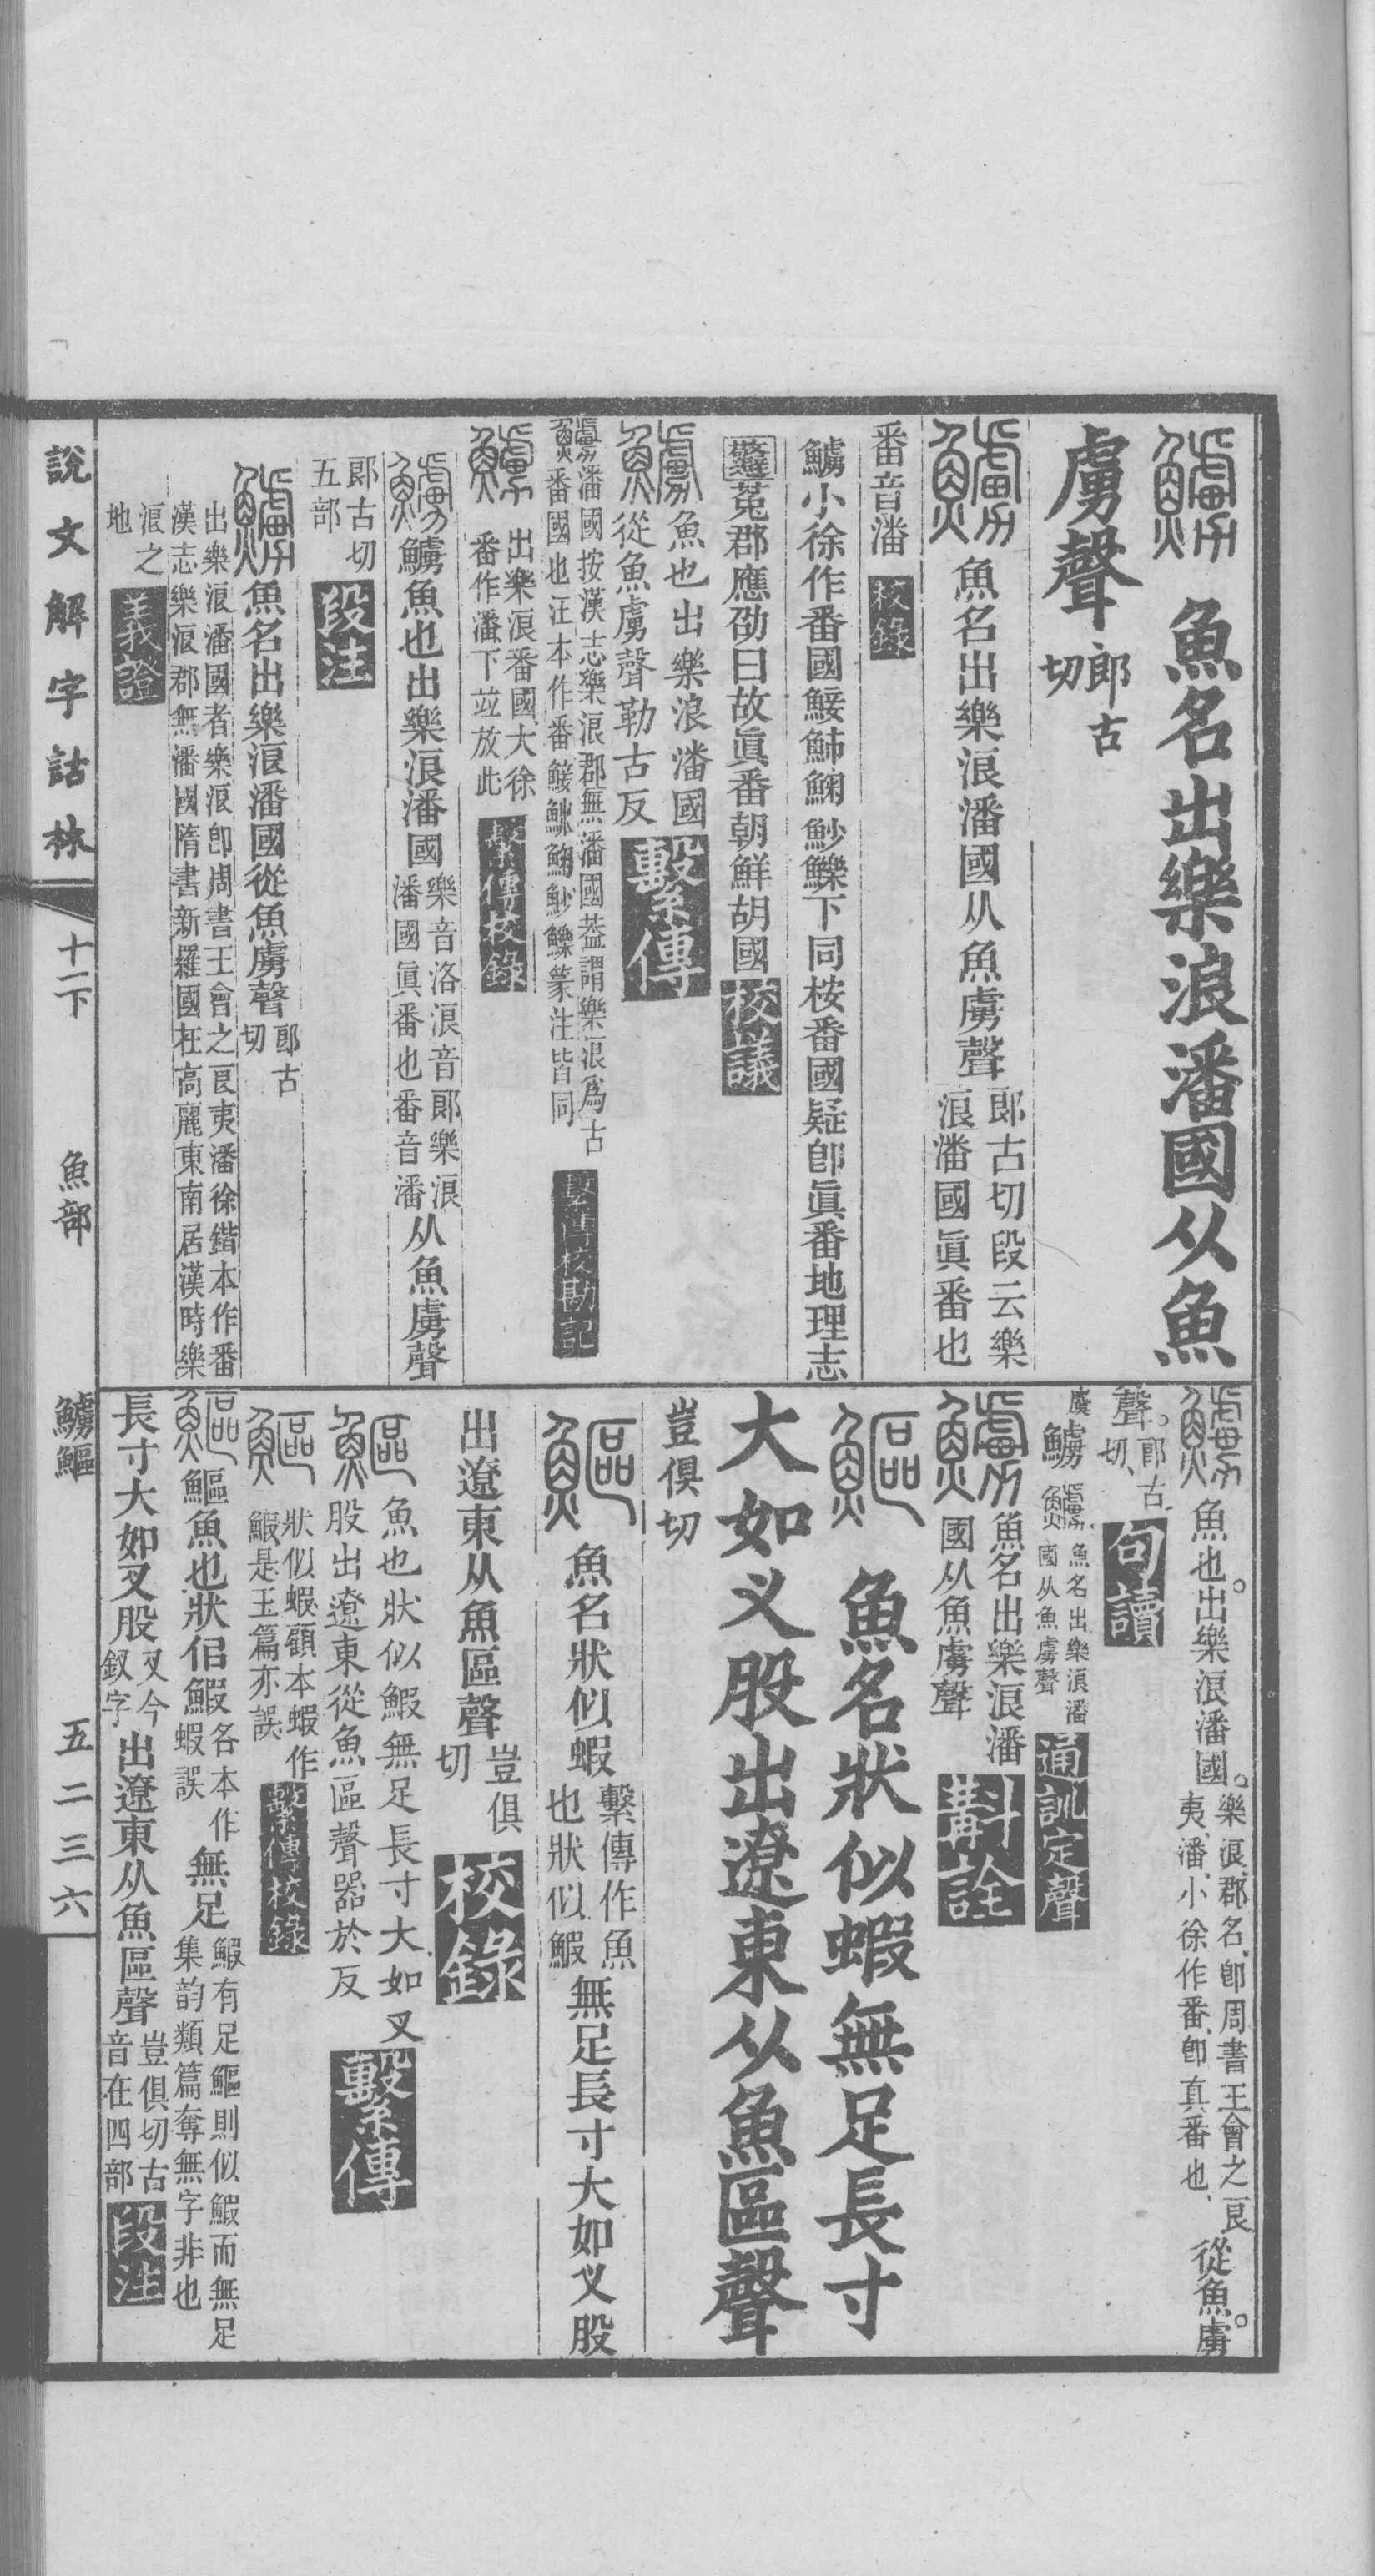 鱸魚名出樂浪潘國从魚
虜聲郎古切
魚名出樂浪潘國从魚虜聲郎古切段云樂浪潘國眞番也
番音潘校錄
鱸小徐作番國鯜䰽䱡魦鱳下同桉番國疑卽眞番地理志
菟郡應劭曰故眞番朝鮮胡國校議
魚也出樂浪潘國從魚虜聲勒古反繫傳
潘國按漢志樂浪郡無潘國葢謂樂浪爲古番國也汪本作番鯜䰽䱡魦鱳篆注皆同繫傳校勘記
出樂浪番國大徐番作潘下竝放此繫傳校錄
鱸魚也出樂浪潘國樂音洛浪音郎樂浪潘國眞番也番音潘从魚虜聲
郎古切五部段注
魚名出樂浪潘國從魚虜聲郎古切
出樂浪潘國者樂浪卽周書王會之良夷潘徐鍇本作番漢志樂浪郡無潘國隋書新羅國在高麗東南居漢時樂
浪之地義證
魚也。出樂浪潘國。樂浪、郡名、卽周書王會之良夷、潘、小徐作番、卽真番也、從魚。虜
聲。郎古切、句讀
鱸魚名出樂浪潘國从魚虜聲通訓定聲
魚名出樂浪潘國从魚虜聲斠詮
魚名狀似蝦無足長寸
大如叉股出遼東从魚區聲
豈俱切
魚名狀似蝦繫傳作魚也狀似鰕無足長寸大如叉股
出遼東从魚區聲豈俱切校錄
魚也狀似鰕無足長寸大如叉股出遼東從魚區聲器於反繫傳
狀似蝦顧本蝦作鰕是玉篇亦誤繫傳校錄
鰸魚也狀佀鰕各本作蝦誤無足鰕有足鰸則似鰕而無足集韵類篇奪無字非也
長寸大如叉股叉今釵字出遼東从魚區聲豈俱切古音在四部段注
說文解字詁林 十一下 魚部 鱸鰸 五二三六